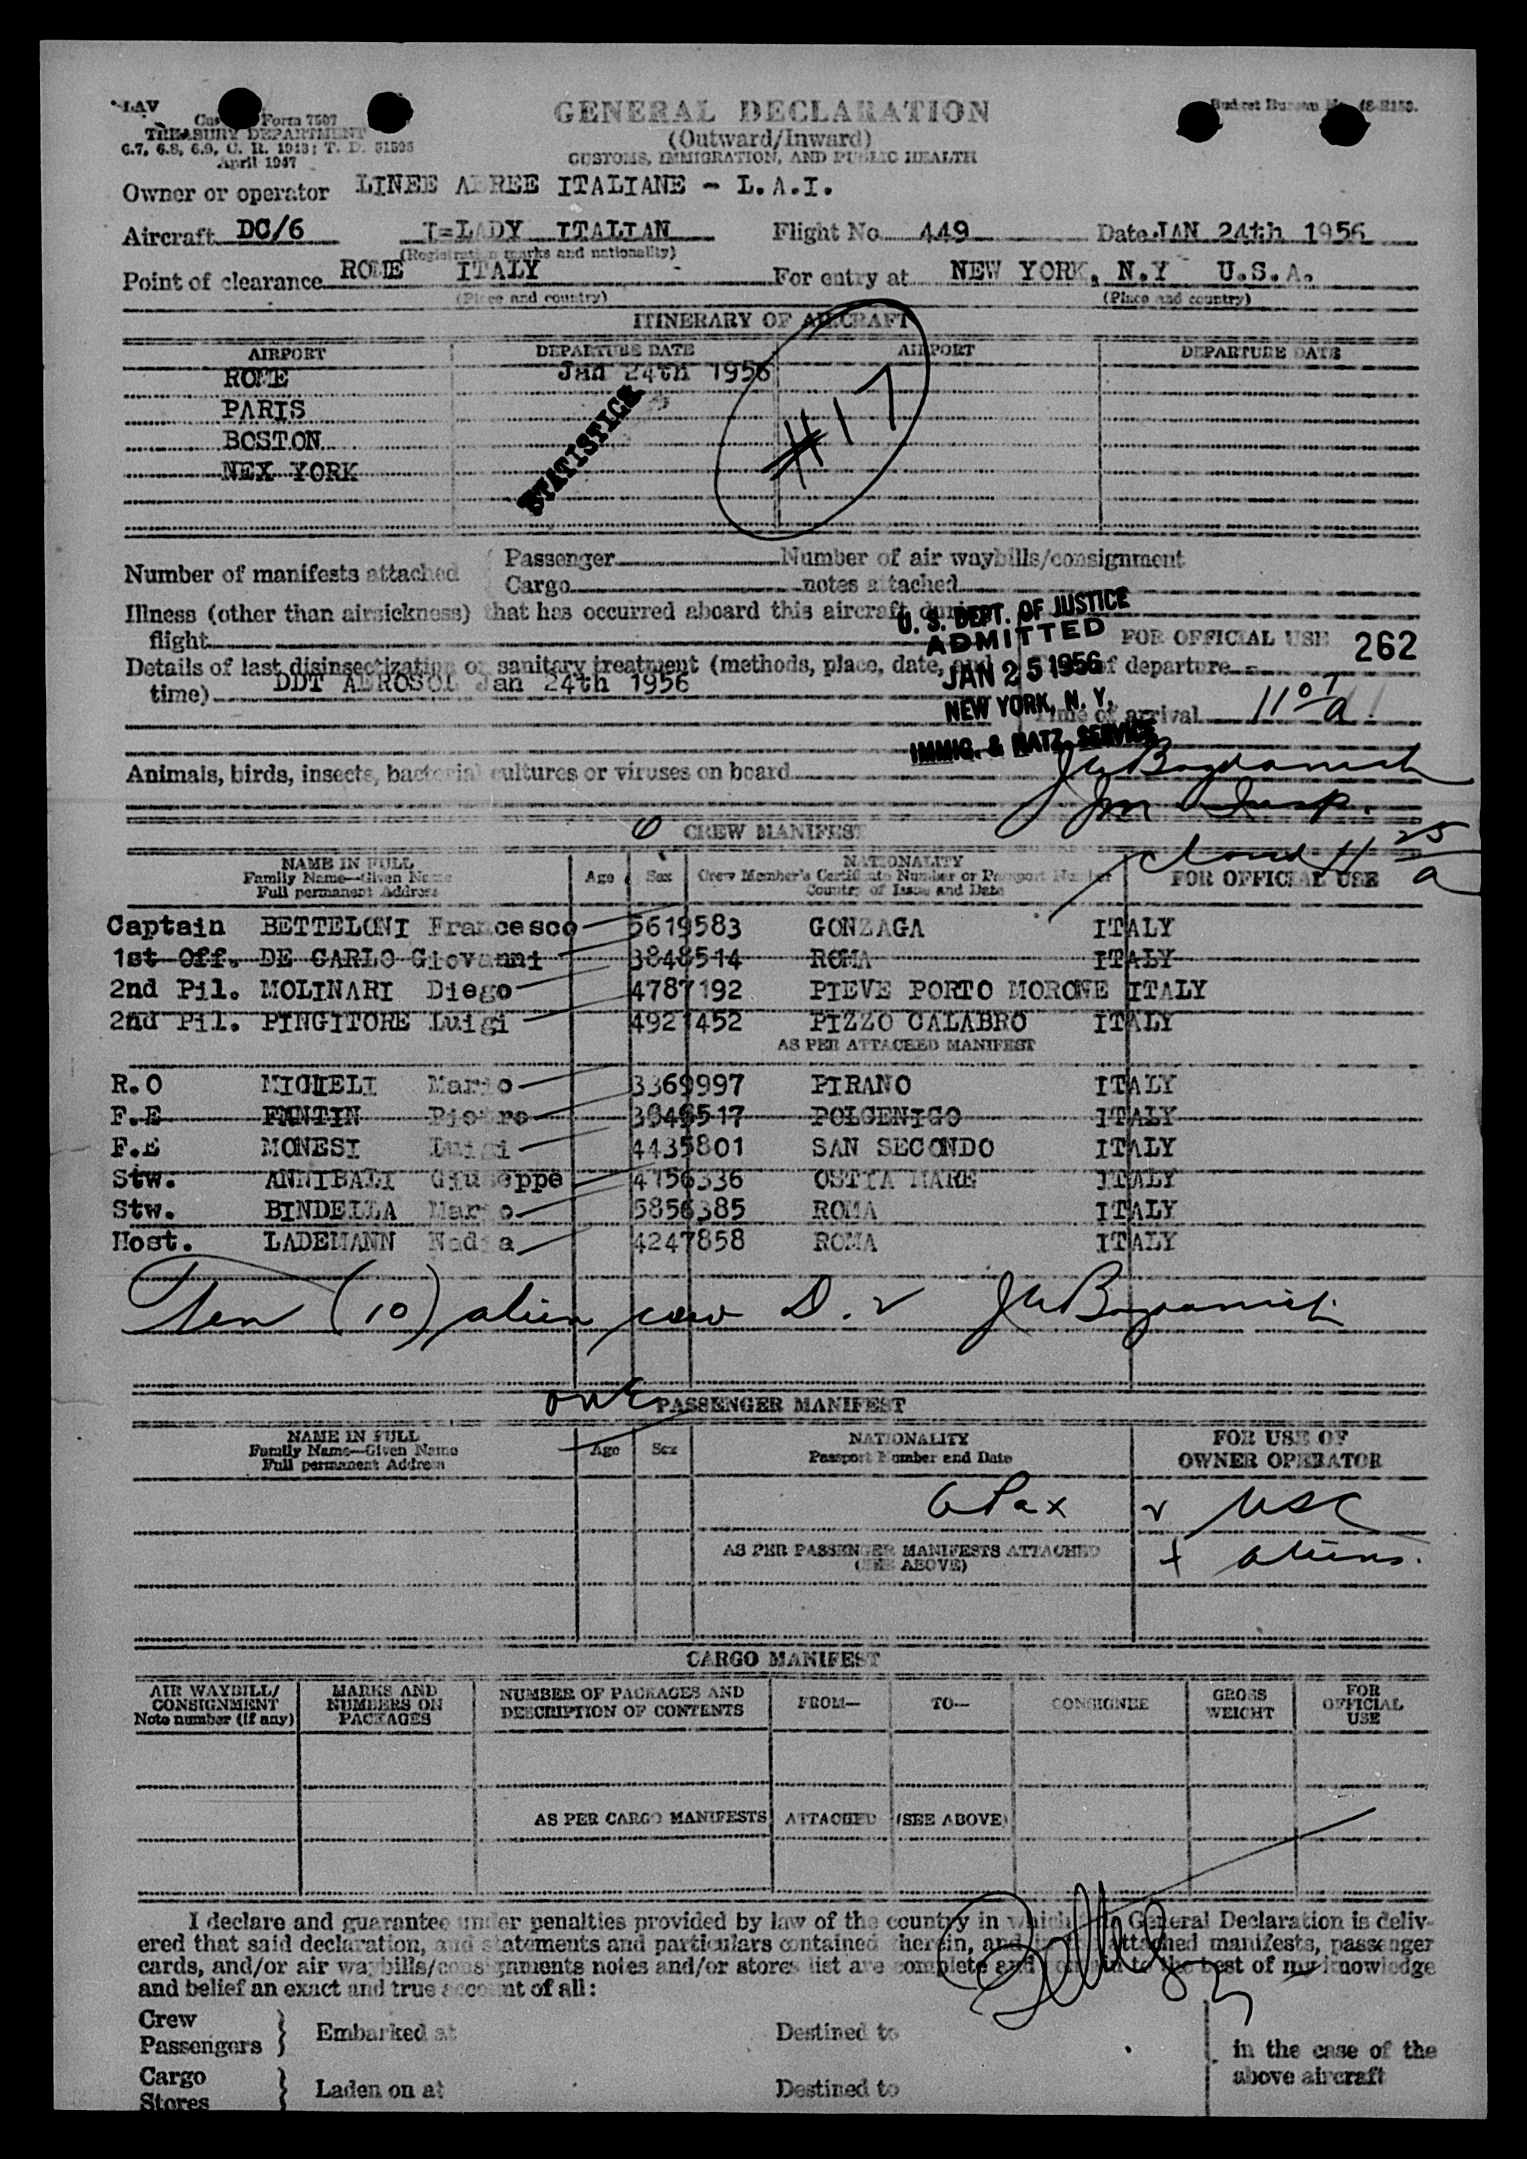 GENERAL DECLARATION
(Outward/Inward)
CUSTOMS, IMMIGRATION, AND PUBLIC HEALTH
Form 7507
TREASURY DEPARTMENT
April 1947
Owner or operator LINEE AEREE ITALIANE - L.A.I.
Aircraft DC/6 I=LADY ITALIAN Flight No 449 Date JAN 24th 1956
(Registration marks and nationality)
Point of clearance ROME ITALY For entry at NEW YORK, N.Y U.S.A.
(Place and country) (Place and country)
ITINERARY OF AIRCRAFT
AIRPORT DEPARTURE DATE AIRPORT DEPARTURE DATE
ROME Jan 24th 1956
PARIS
BOSTON
NEX YORK
STATISTICS
#17
Number of manifests attached Passenger Number of air waybills/consignment
Cargo notes attached
Illness (other than airsickness) that has occurred aboard this aircraft during
flight
U. S. DEPT. OF JUSTICE
ADMITTED
JAN 25 1956
NEW YORK, N. Y.
IMMIG. & NATZ. SERVICE
FOR OFFICIAL USE 262
Details of last disinsectization or sanitary treatment (methods, place, date, and
time) DDT AEROSOL Jan 24th 1956
of departure
Time of arrival 11 07 a
Animals, birds, insects, bacterial cultures or viruses on board
CREW MANIFEST
NAME IN FULL Age Sex NATIONALITY FOR OFFICIAL USE
Family Name—Given Name Crew Member's Certificate Number or Passport Number
Full permanent Address Country of Issue and Date
Captain BETTELONI Francesco 5619583 GONZAGA ITALY
1st Off. DE CARLO Giovanni 3848514 ROMA ITALY
2nd Pil. MOLINARI Diego 4787192 PIEVE PORTO MORONE ITALY
2nd Pil. PINGITORE Luigi 4921452 PIZZO CALABRO ITALY
AS PER ATTACHED MANIFEST
R.O MICHELI Mario 3369997 PIRANO ITALY
F.E FANTIN Pietro 3848517 POLCENIGO ITALY
F.E MONESI Luigi 4435801 SAN SECONDO ITALY
Stw. ANNIBALI Giuseppe 4756336 OSTIA MARE ITALY
Stw. BINDELLA Mario 5856385 ROMA ITALY
Host. LADEMANN Nadia 4247858 ROMA ITALY
Ten (10) alien crew
one
PASSENGER MANIFEST
NAME IN FULL Age Sex NATIONALITY FOR USE OF
Family Name—Given Name Passport Number and Date OWNER OPERATOR
Full permanent Address
6 Pax USC
AS PER PASSENGER MANIFESTS ATTACHED aliens.
(SEE ABOVE)
CARGO MANIFEST
AIR WAYBILL/ MARKS AND NUMBER OF PACKAGES AND FROM— TO— CONSIGNEE GROSS FOR
CONSIGNMENT NUMBERS ON DESCRIPTION OF CONTENTS WEIGHT OFFICIAL
Note number (if any) PACKAGES USE
AS PER CARGO MANIFESTS ATTACHED (SEE ABOVE)
I declare and guarantee under penalties provided by law of the country in which General Declaration is deliv-
ered that said declaration, and statements and particulars contained herein, and attached manifests, passenger
cards, and/or air waybills/consignments notes and/or stores list are complete and to the best of my knowledge
and belief an exact and true account of all:
Crew
Passengers Embarked at Destined to
in the case of the
Cargo above aircraft
Stores Laden on at Destined to